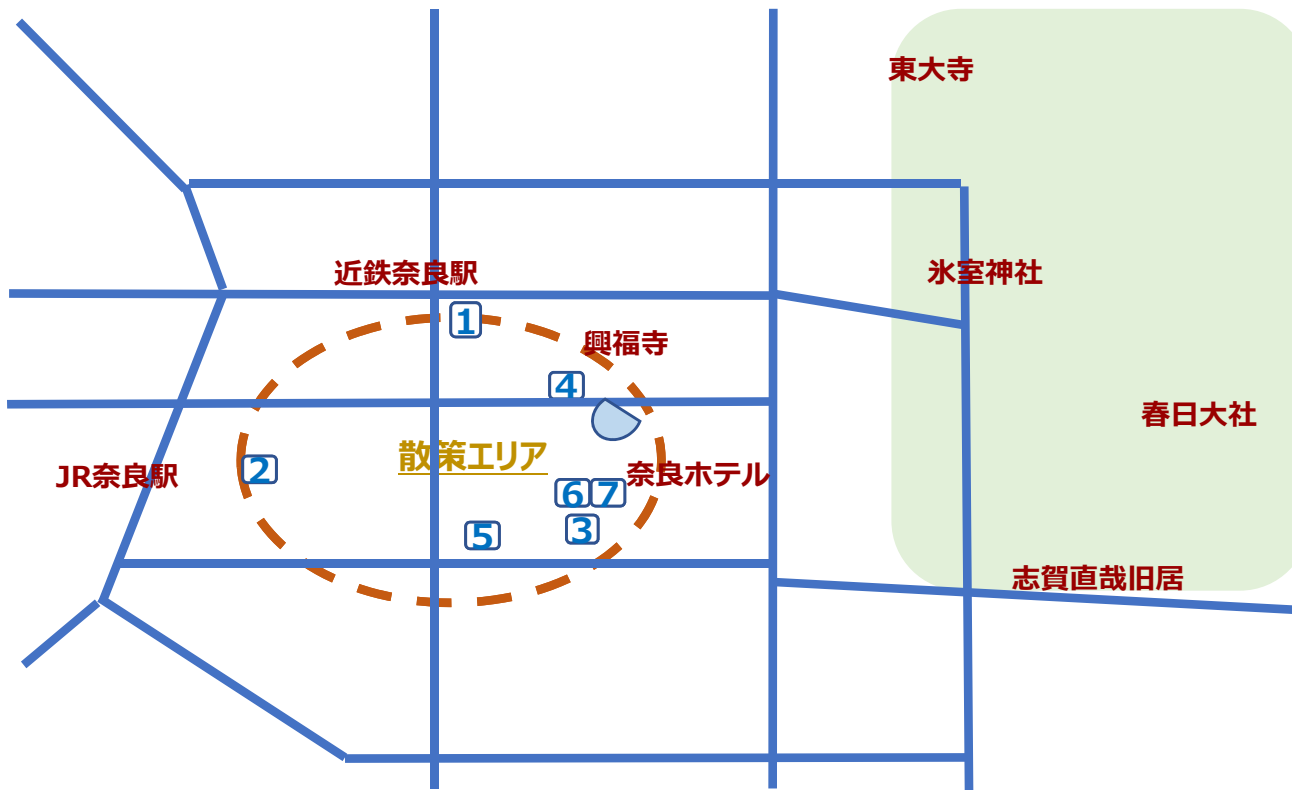 東大寺
近鉄奈良駅
氷室神社
1
興福寺
4
春日大社
散策エリア
JR奈良駅
2
奈良ホテル
6
7
3
5
志賀直哉旧居